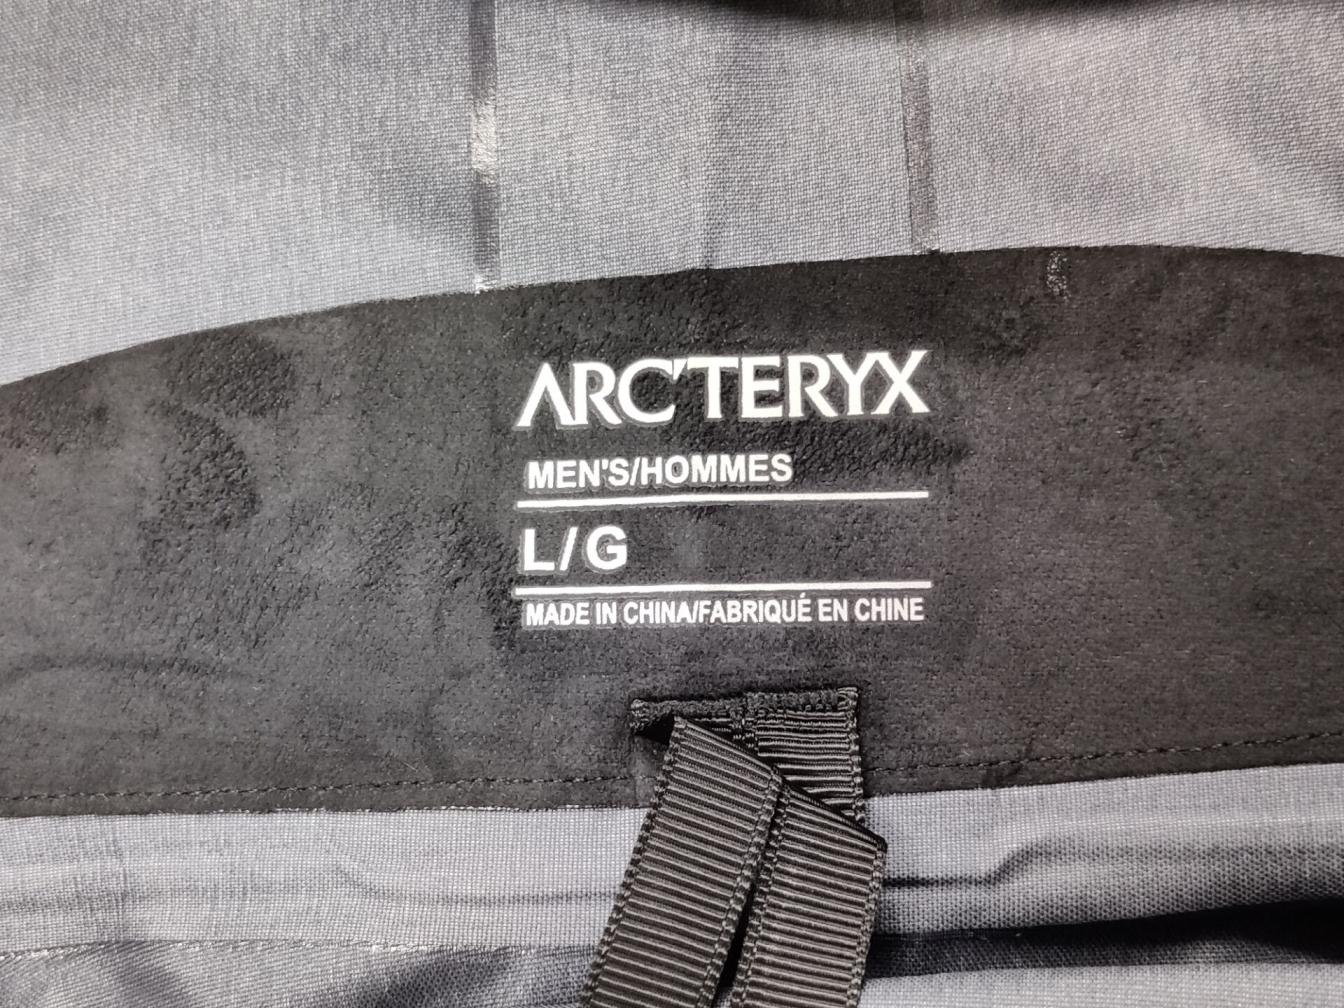 ARC'TERYX
MEN'S/HOMMES
L/G
MADE IN CHINA/FABRIQUÉ EN CHINE